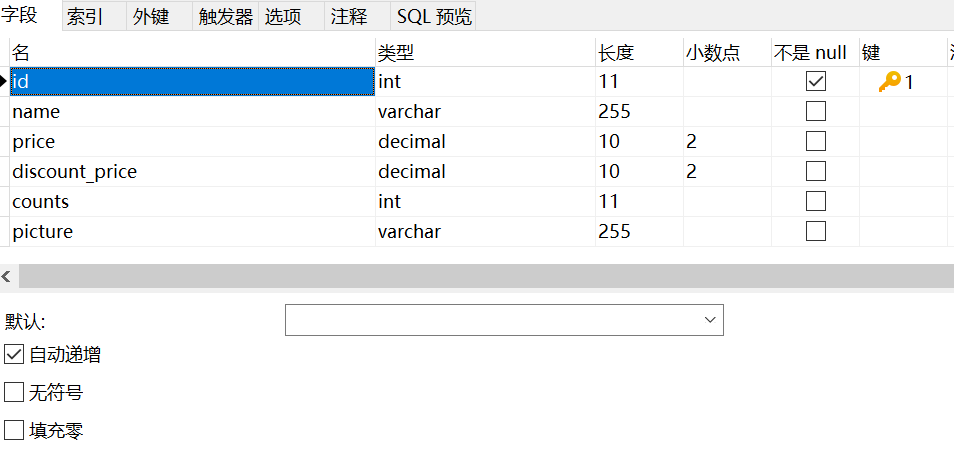 字段 索引 外键 触发器 选项 注释 SQL 预览
名 类型 长度 小数点 不是 null 键
id int 11 1
name varchar 255
price decimal 10 2
discount_price decimal 10 2
counts int 11
picture varchar 255
默认:
自动递增
无符号
填充零